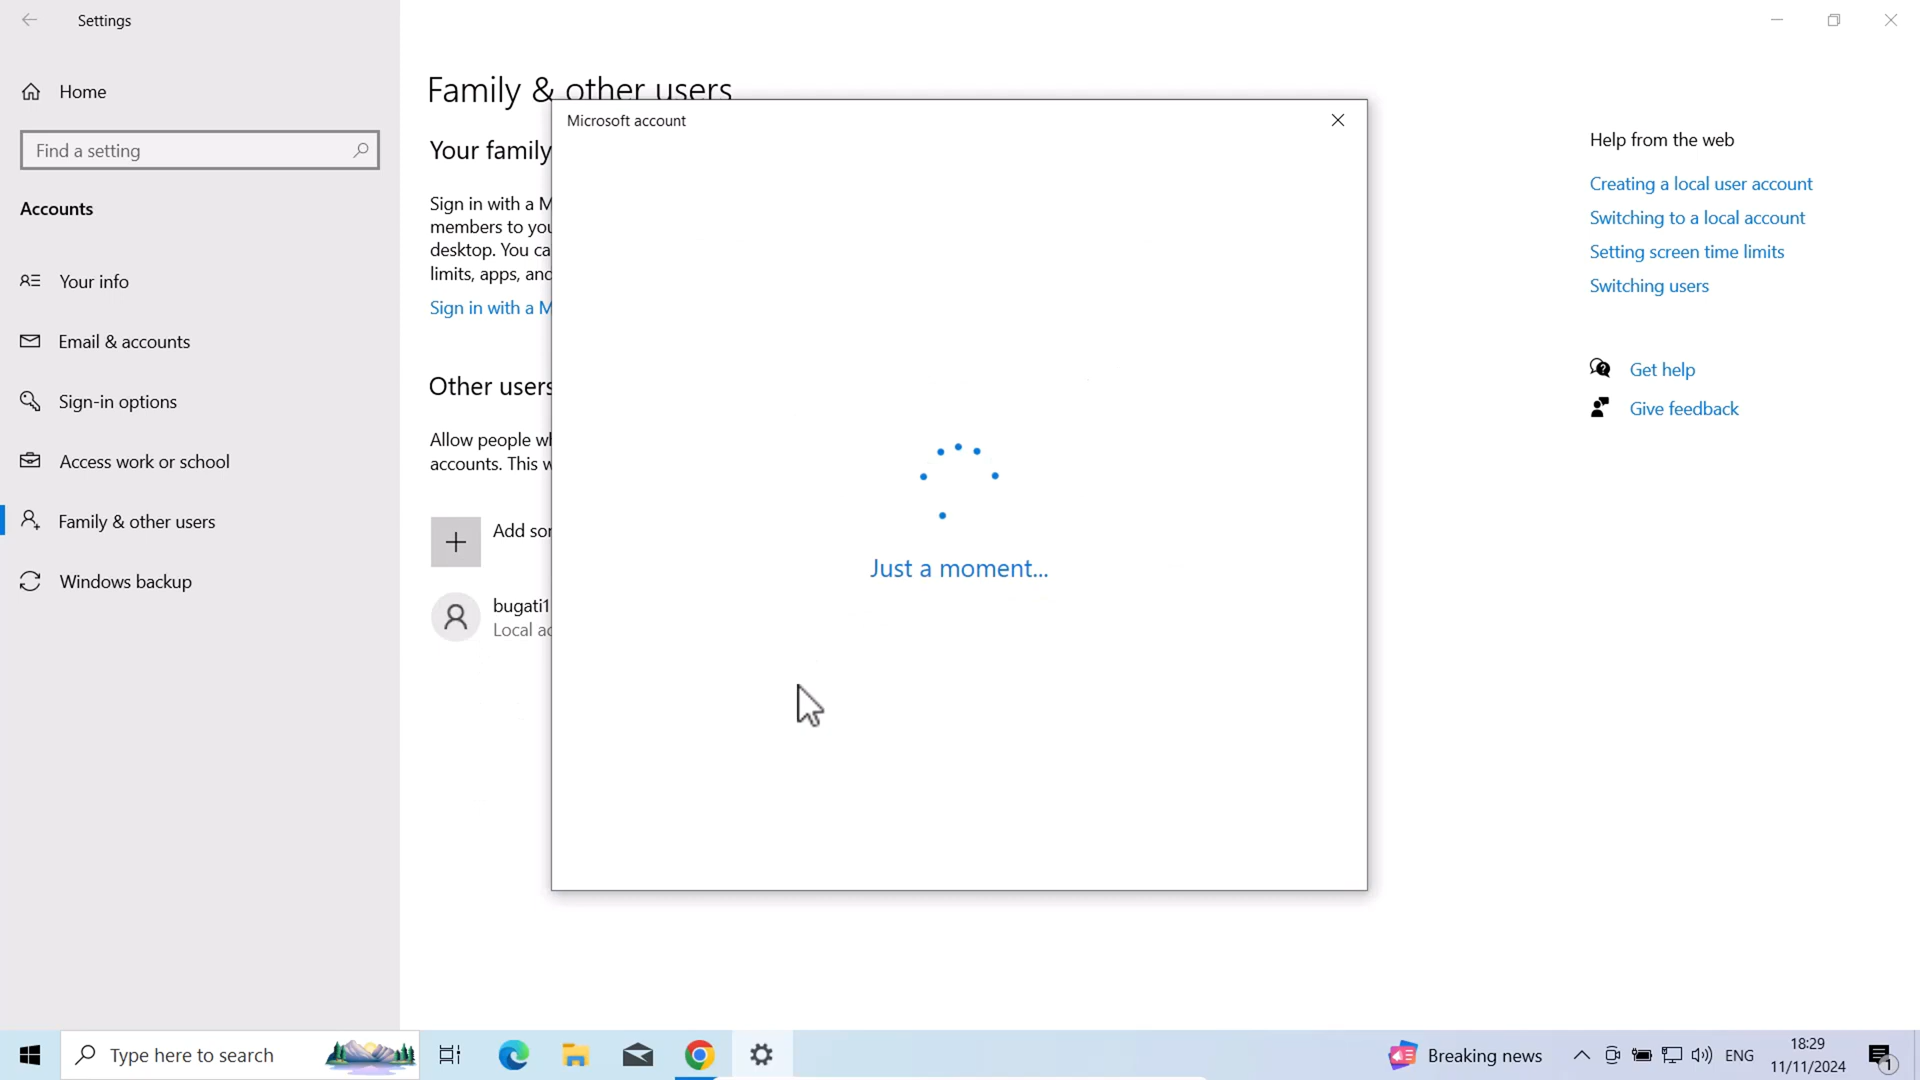 Settings
Home
Find a setting
Accounts
Your info
Email & accounts
Sign-in options
Access work or school
Family & other users
Windows backup
Family & other users
Your family
Sign in with a M
members to you
desktop. You ca
limits, apps, and
Sign in with a M
Other users
Allow people wh
accounts. This w
Add so
bugati1
Local ac
Microsoft account
Just a moment...
Help from the web
Creating a local user account
Switching to a local account
Setting screen time limits
Switching users
Get help
Give feedback
Type here to search
Breaking news
ENG
18:29
11/11/2024
1